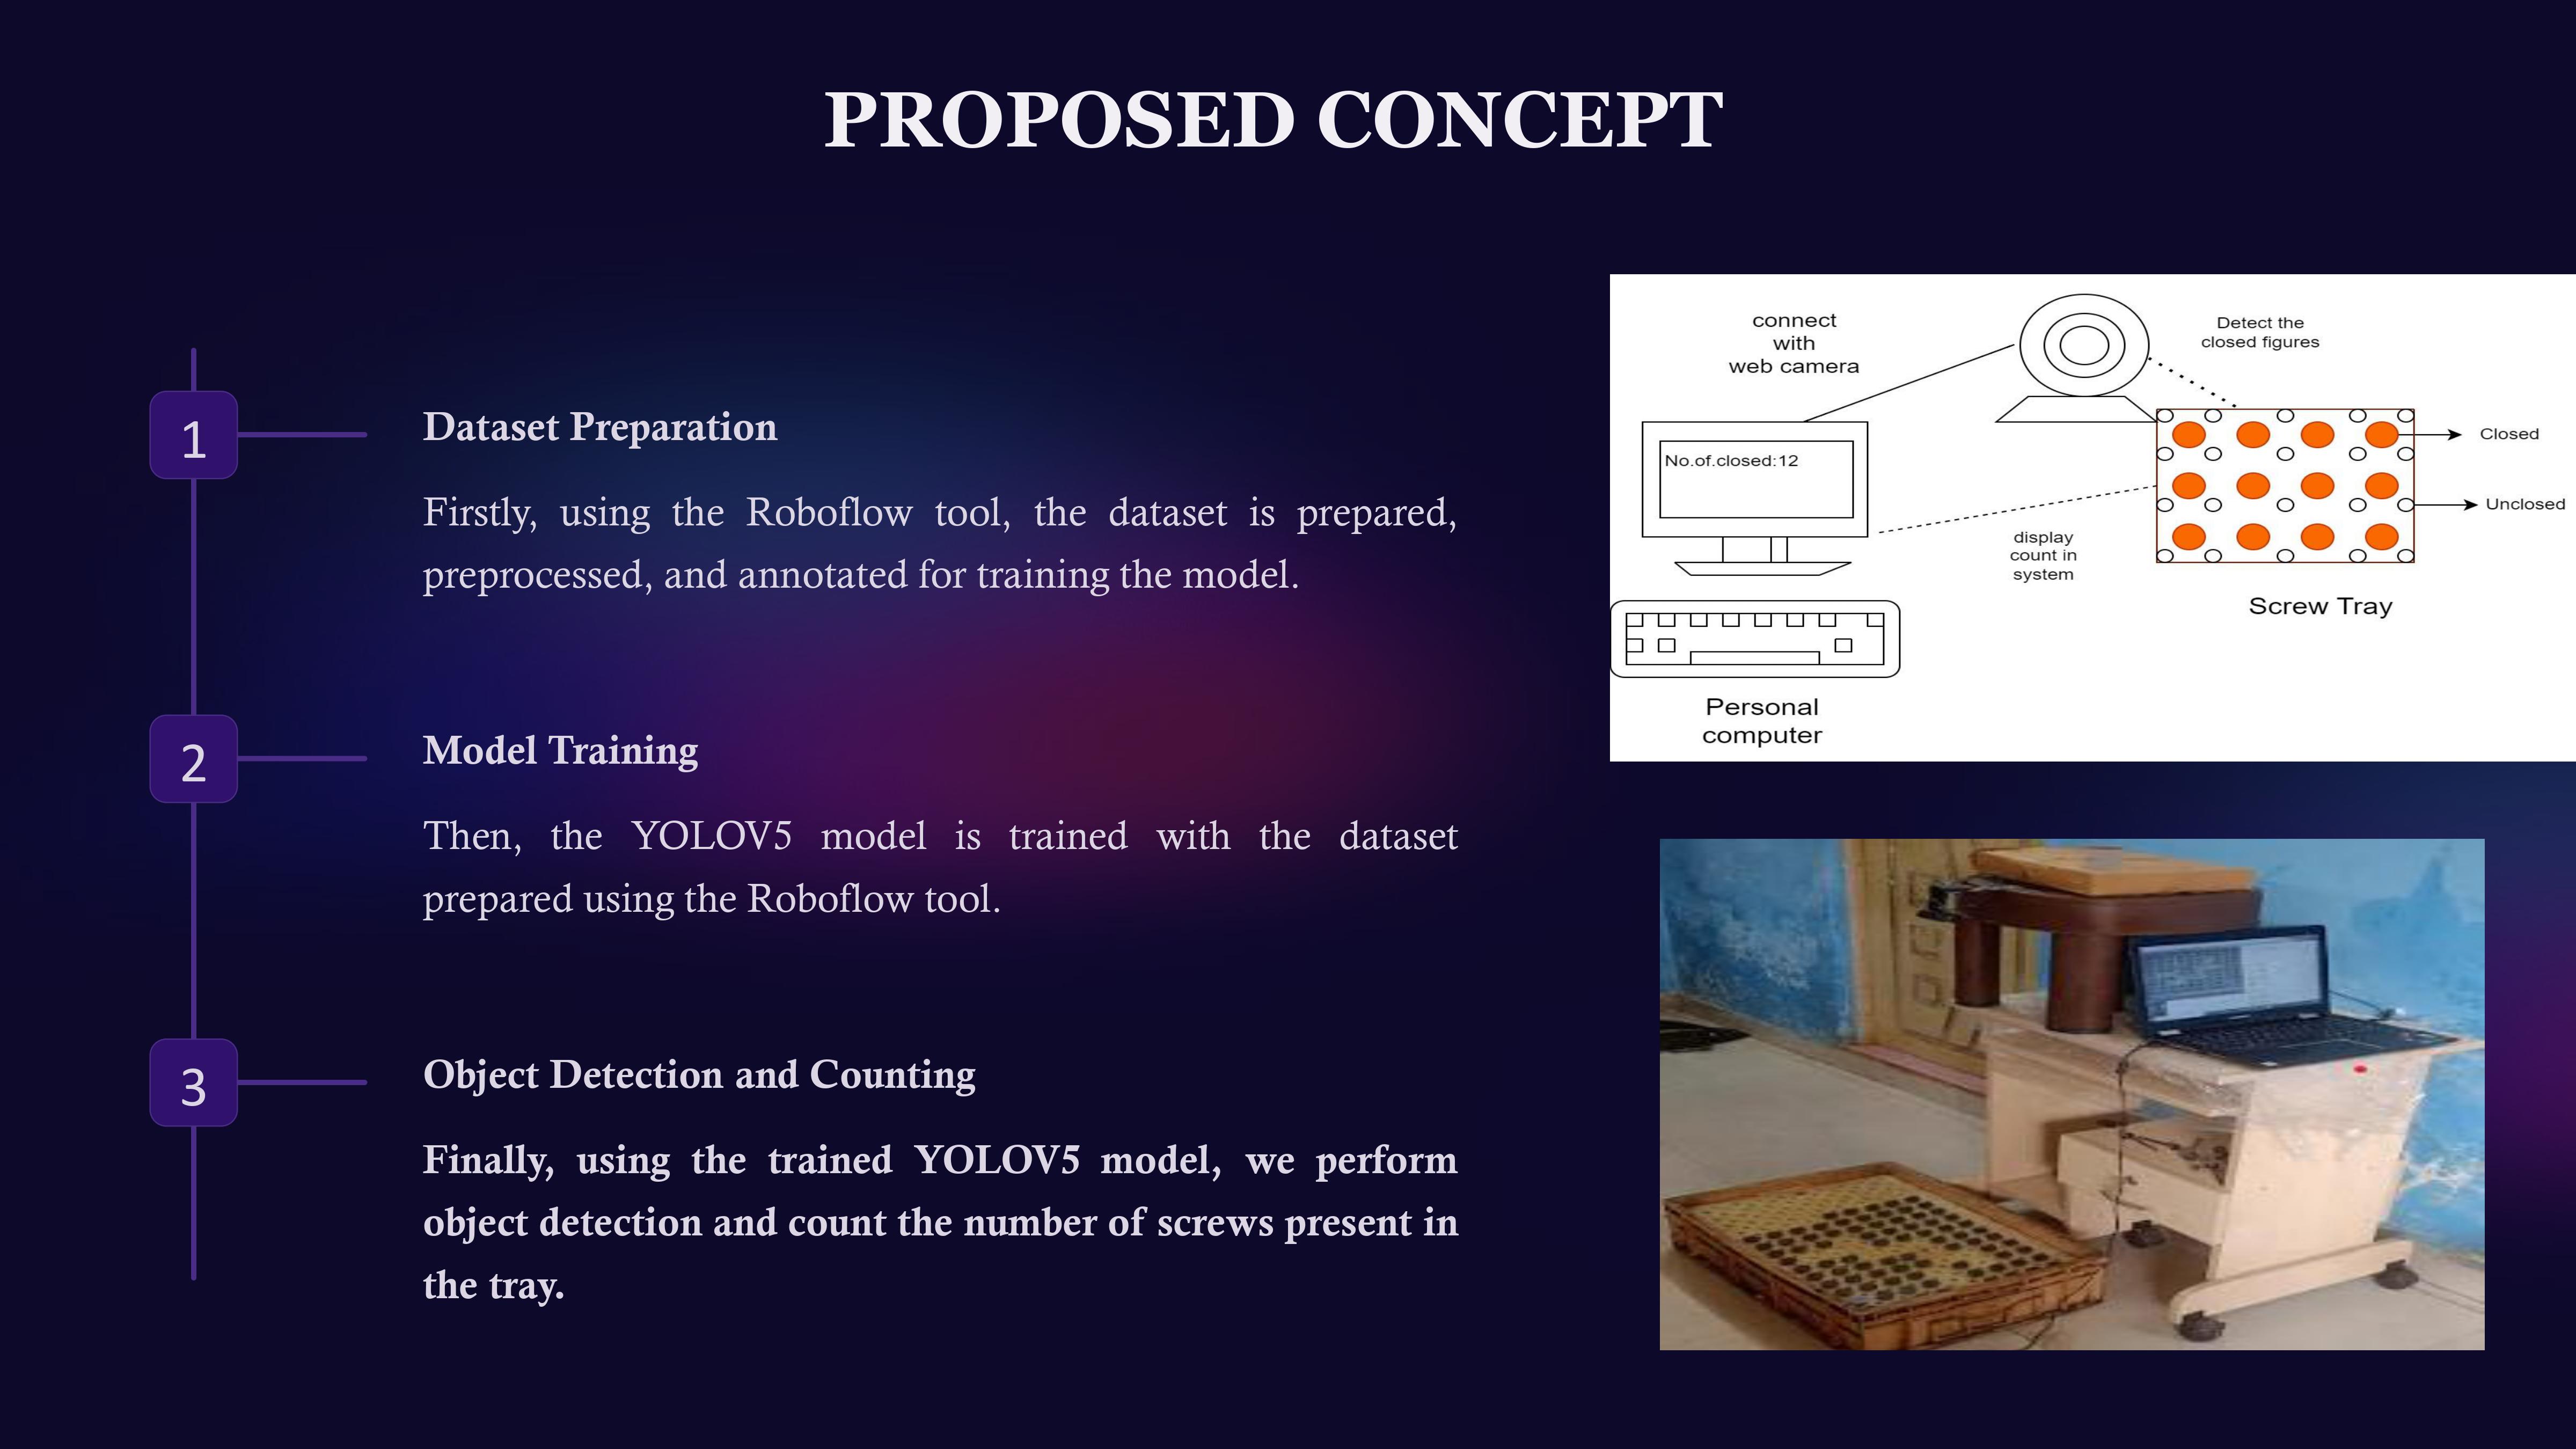 PROPOSED CONCEPT
1
Dataset Preparation
Firstly, using the Roboflow tool, the dataset is prepared,
preprocessed, and annotated for training the model.
2
Model Training
Then, the YOLOV5 model is trained with the dataset
prepared using the Roboflow tool.
3
Object Detection and Counting
Finally, using the trained YOLOV5 model, we perform
object detection and count the number of screws present in
the tray.
connect
with
web camera
Detect the
closed figures
No.of.closed:12
Closed
Unclosed
display
count in
system
Screw Tray
Personal
computer